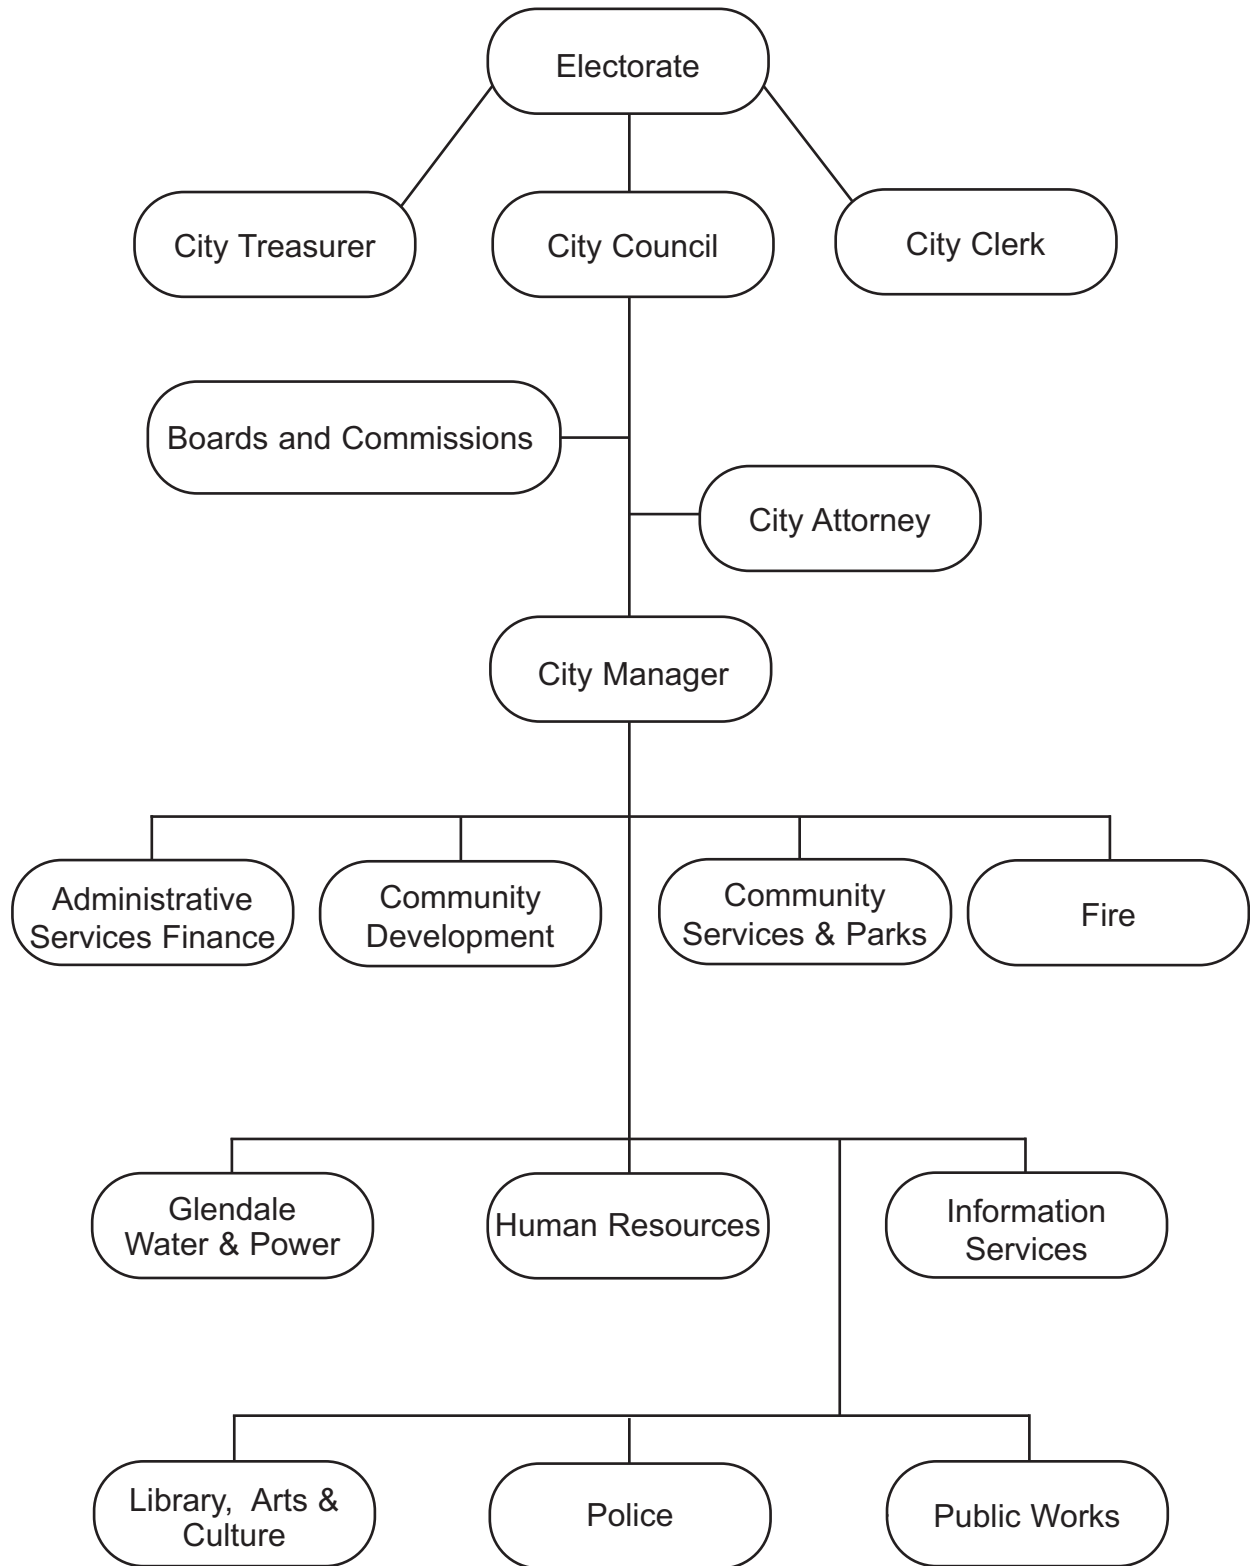 Electorate
City Treasurer
City Council
City Clerk
Boards and Commissions
City Attorney
City Manager
Administrative
Services Finance
Community
Development
Community
Services & Parks
Fire
Glendale
Water & Power
Human Resources
Information
Services
Library, Arts &
Culture
Police
Public Works